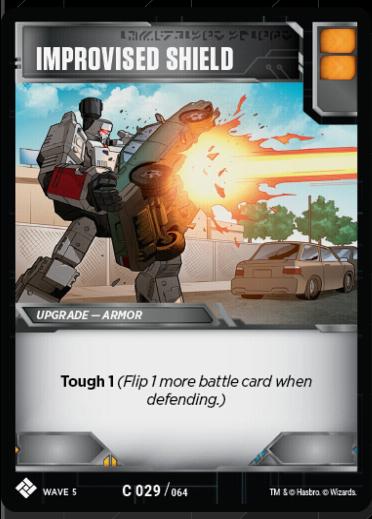 IMPROVISED SHIELD
UPGRADE — ARMOR
Tough 1 (Flip 1 more battle card when
defending.)
WAVE 5 C 029 / 064 TM & © Hasbro. © Wizards.